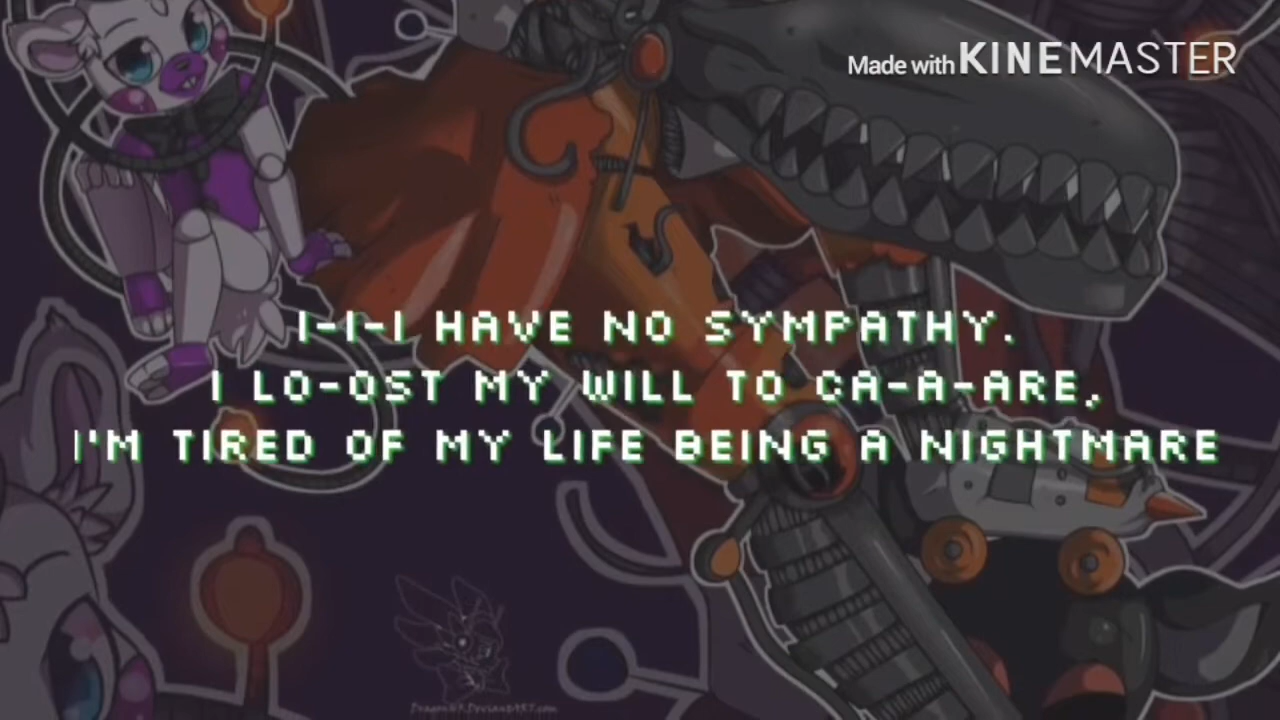 Made with KINEMASTER
I-I-I HAVE NO SYMPATHY.
I LO-OST MY WILL TO CA-A-ARE,
I'M TIRED OF MY LIFE BEING A NIGHTMARE